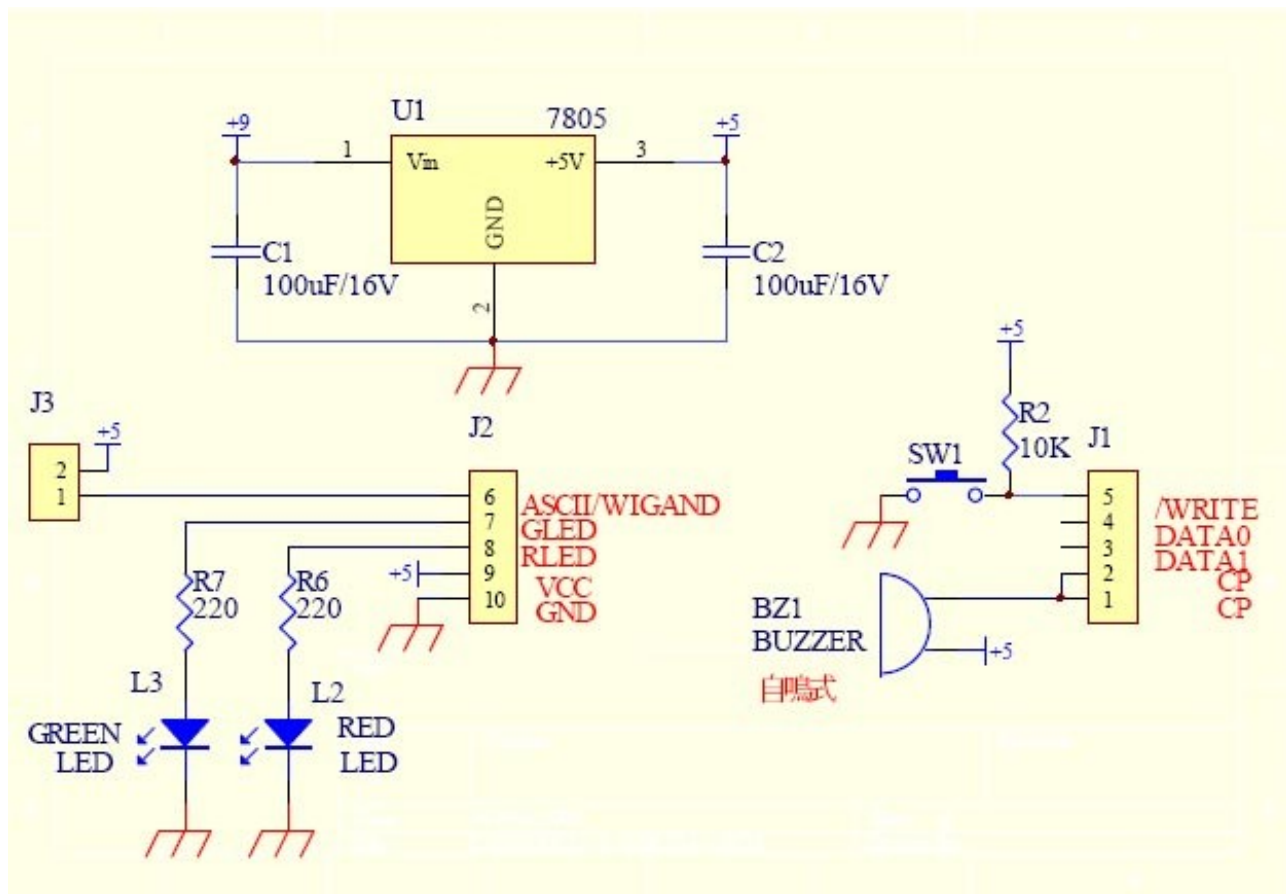 U1
7805
+9
1
Vin
+5V
3
+5
GND
2
C1
100uF/16V
C2
100uF/16V
J3
+5
2
1
J2
6
7
8
9
10
ASCII/WIGAND
GLED
RLED
VCC
GND
+5
R7
220
R6
220
L3
GREEN
LED
L2
RED
LED
+5
R2
10K
SW1
J1
5
4
3
2
1
/WRITE
DATA0
DATA1
CP
CP
BZ1
BUZZER
+5
自鳴式